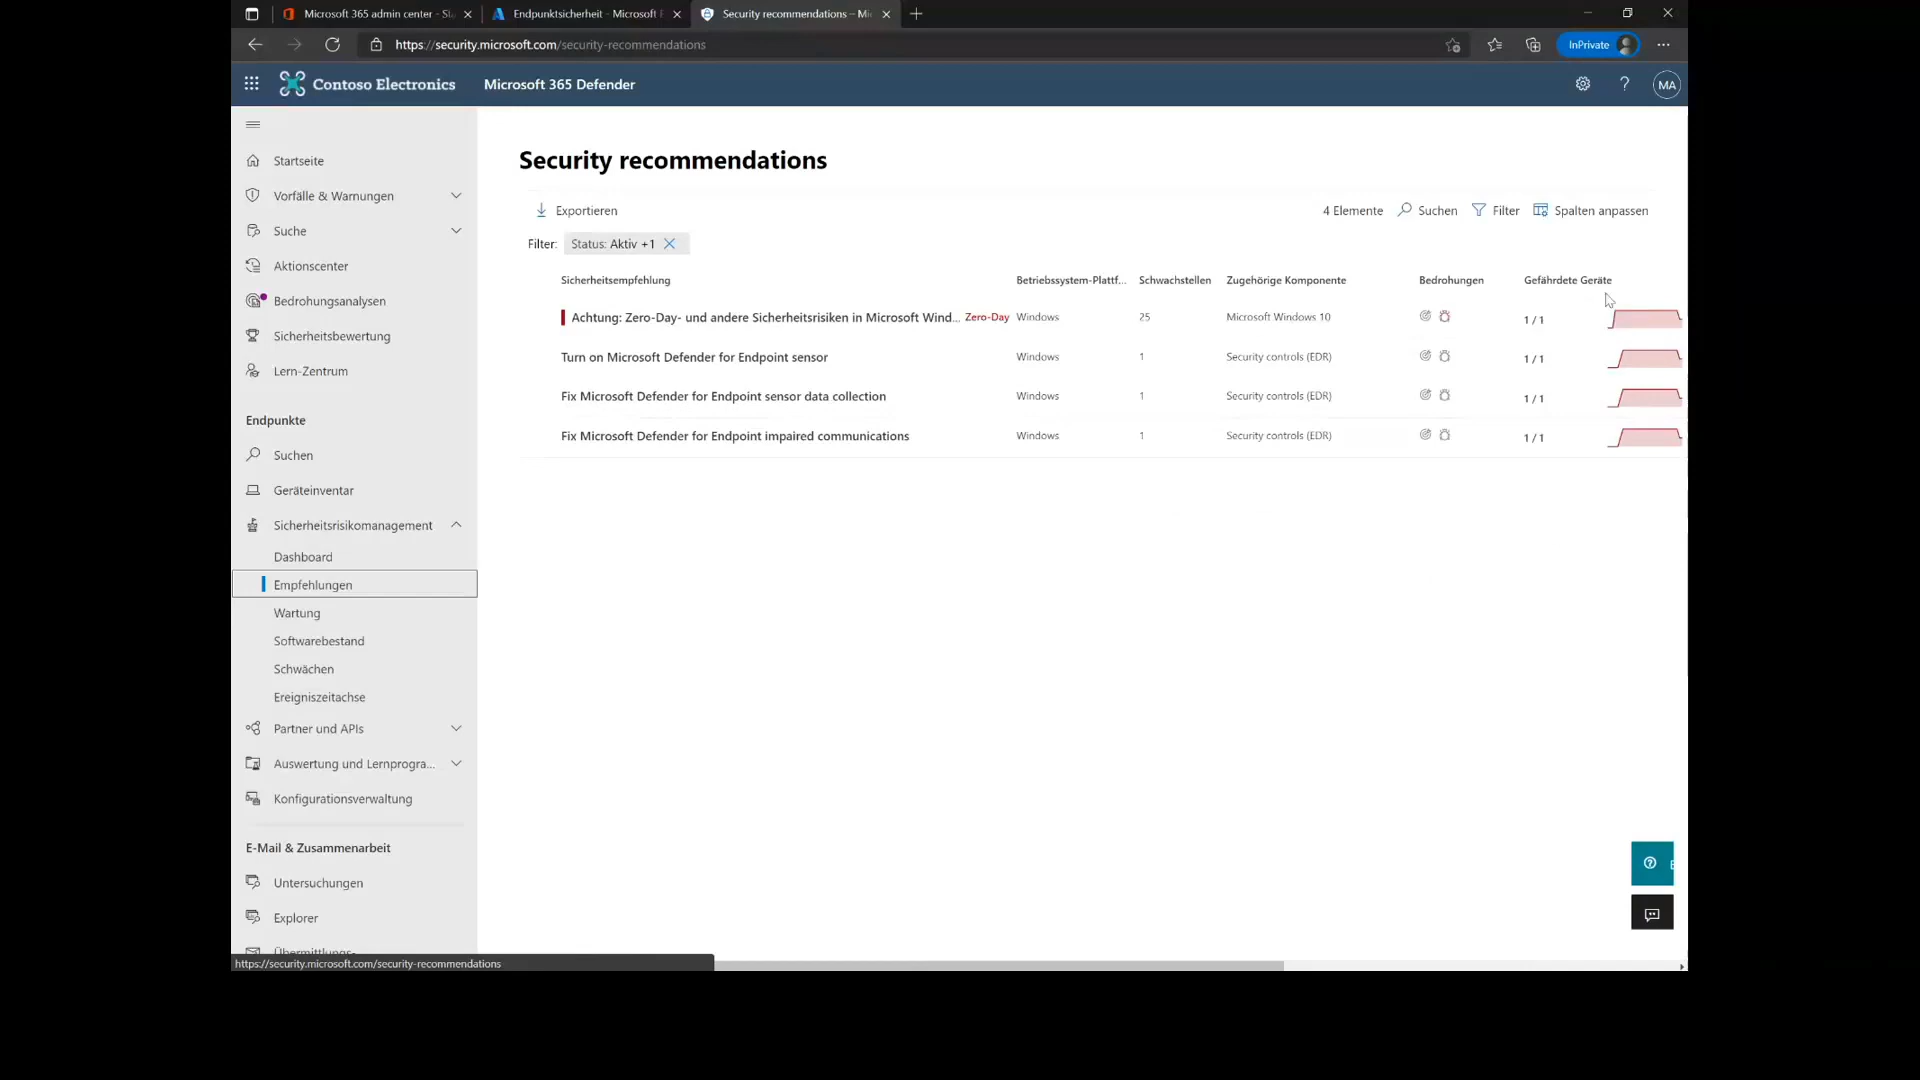 Microsoft 365 admin center - S
Endpunktsicherheit - Microsoft
Security recommendations – Mi
https://security.microsoft.com/security-recommendations
InPrivate
Contoso Electronics
Microsoft 365 Defender
?
MA
Startseite
Vorfälle & Warnungen
Suche
Aktionscenter
Bedrohungsanalysen
Sicherheitsbewertung
Lern-Zentrum
Endpunkte
Suchen
Geräteinventar
Sicherheitsrisikomanagement
Dashboard
Empfehlungen
Wartung
Softwarebestand
Schwächen
Ereigniszeitachse
Partner und APIs
Auswertung und Lernprogra...
Konfigurationsverwaltung
E-Mail & Zusammenarbeit
Untersuchungen
Explorer
Übermittlungs-
https://security.microsoft.com/security-recommendations
Security recommendations
Exportieren
4 Elemente Suchen Filter Spalten anpassen
Filter: Status: Aktiv +1
Sicherheitsempfehlung Betriebssystem-Plattf... Schwachstellen Zugehörige Komponente Bedrohungen Gefährdete Geräte
Achtung: Zero-Day- und andere Sicherheitsrisiken in Microsoft Wind... Zero-Day Windows 25 Microsoft Windows 10 1 / 1
Turn on Microsoft Defender for Endpoint sensor Windows 1 Security controls (EDR) 1 / 1
Fix Microsoft Defender for Endpoint sensor data collection Windows 1 Security controls (EDR) 1 / 1
Fix Microsoft Defender for Endpoint impaired communications Windows 1 Security controls (EDR) 1 / 1